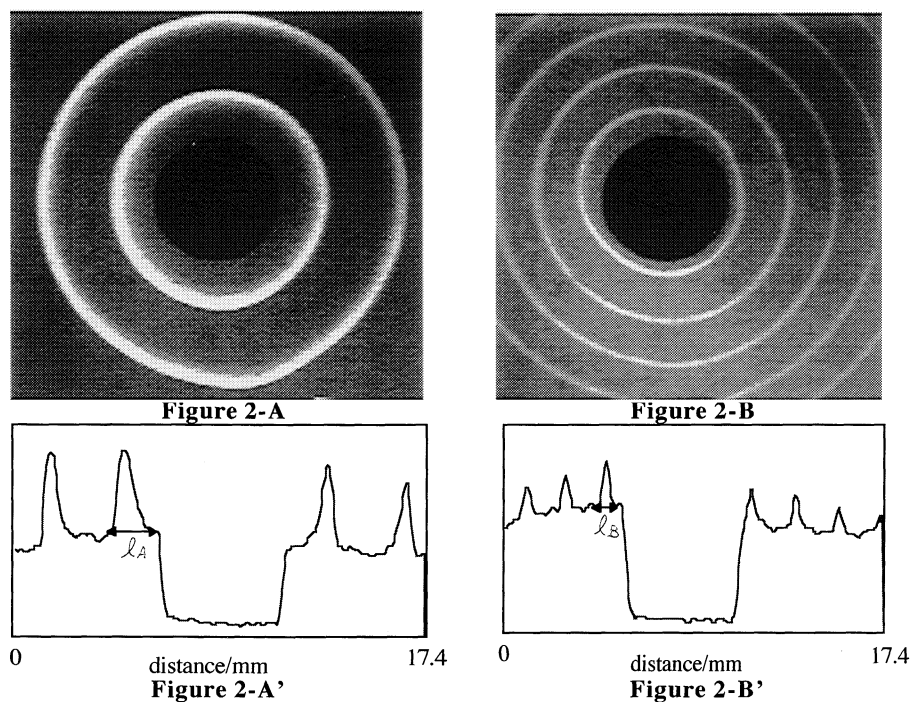 Figure 2-A
Figure 2-B
ℓA
ℓB
0
distance/mm
17.4
0
distance/mm
17.4
Figure 2-A’
Figure 2-B’